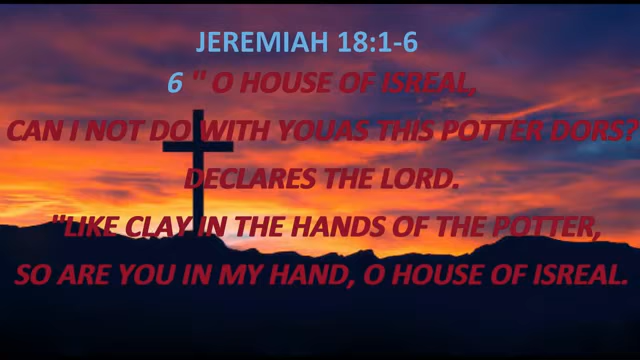 JEREMIAH 18:1-6
6 " O HOUSE OF ISREAL,
CAN I NOT DO WITH YOUAS THIS POTTER DORS?
DECLARES THE LORD.
"LIKE CLAY IN THE HANDS OF THE POTTER,
SO ARE YOU IN MY HAND, O HOUSE OF ISREAL.